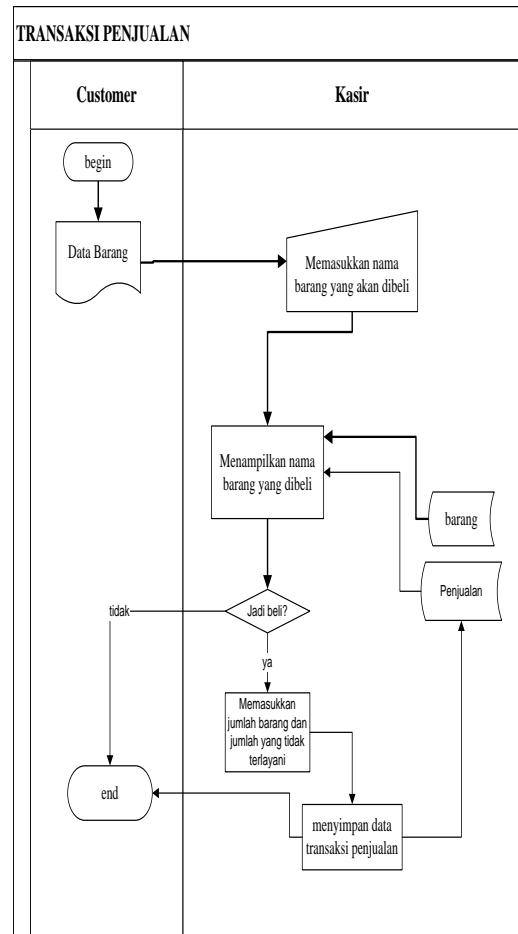 TRANSAKSI PENJUALAN
Customer
Kasir
begin
Data Barang
Memasukkan nama
barang yang akan dibeli
Menampilkan nama
barang yang dibeli
barang
Penjualan
tidak
Jadi beli?
ya
Memasukkan
jumlah barang dan
jumlah yang tidak
terlayani
end
menyimpan data
transaksi penjualan